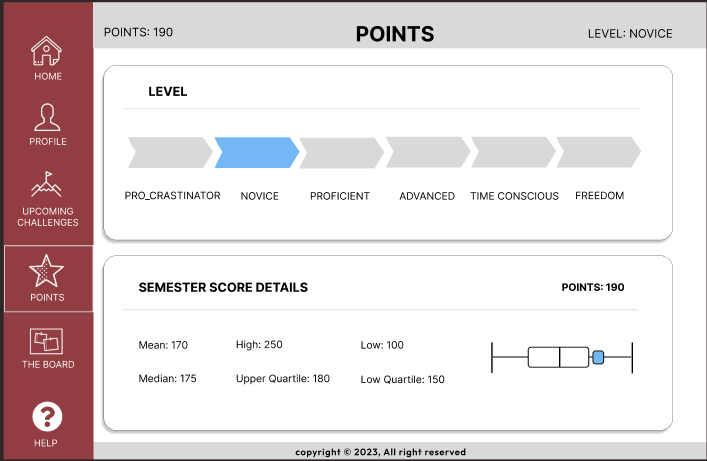 POINTS: 190
POINTS
LEVEL: NOVICE
HOME
PROFILE
UPCOMING
CHALLENGES
POINTS
THE BOARD
HELP
LEVEL
PRO_CRASTINATOR
NOVICE
PROFICIENT
ADVANCED
TIME CONSCIOUS
FREEDOM
SEMESTER SCORE DETAILS
POINTS: 190
Mean: 170
High: 250
Low: 100
Median: 175
Upper Quartile: 180
Low Quartile: 150
copyright © 2023, All right reserved